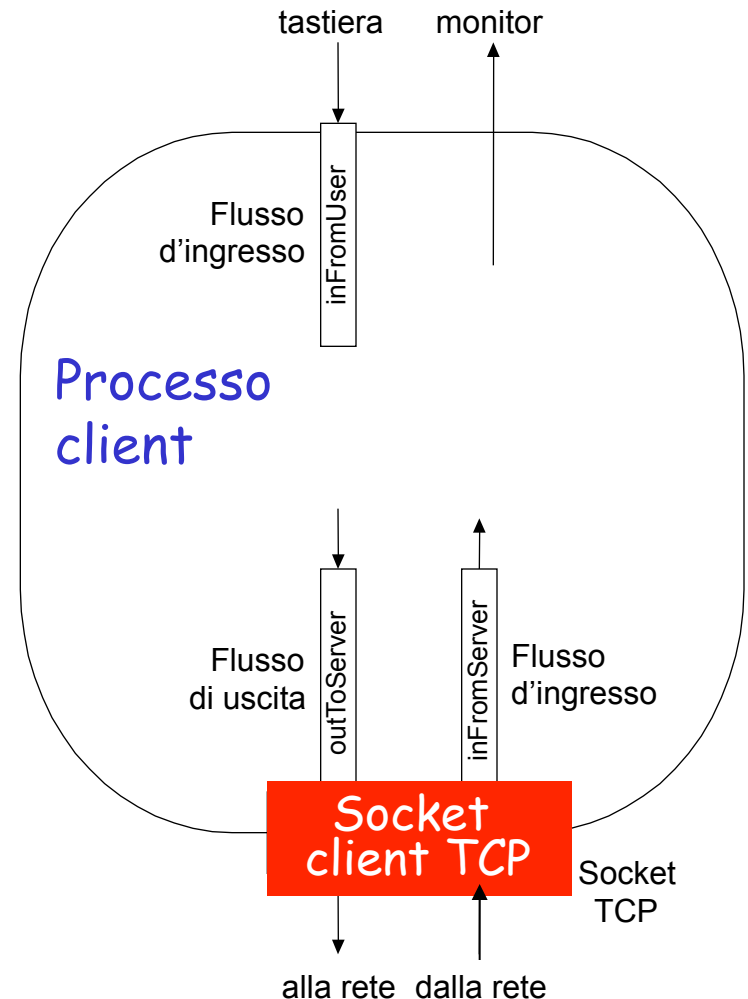 tastiera
monitor
inFromUser
Flusso
d'ingresso
Processo
client
outToServer
inFromServer
Flusso
di uscita
Flusso
d'ingresso
Socket
client TCP
Socket
TCP
alla rete
dalla rete